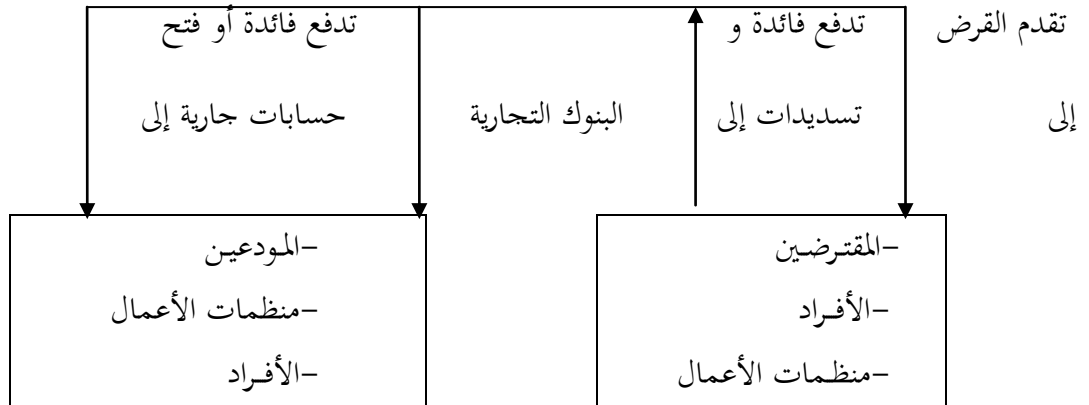 تقدم القرض تدفع فائدة و تدفع فائدة أو فتح
إلى تسديدات إلى البنوك التجارية حسابات جارية إلى
-المقترضين
-الأفراد
-منظمات الأعمال
-المودعين
-منظمات الأعمال
-الأفراد